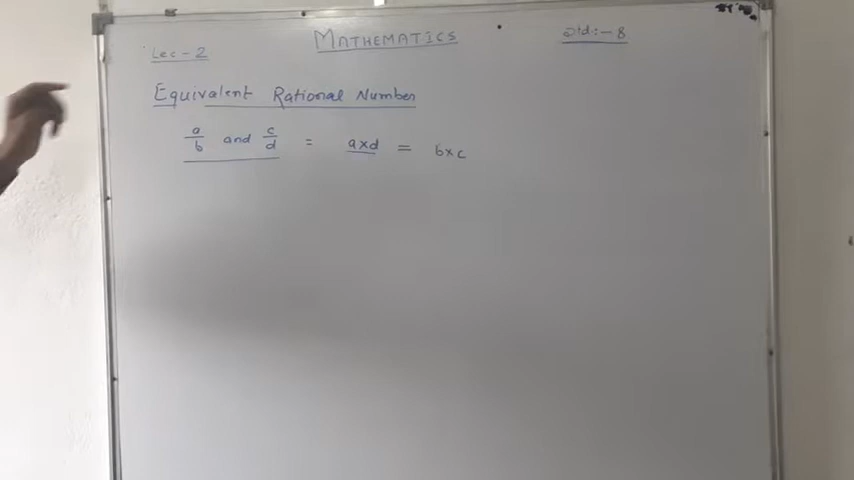 Lec - 2
MATHEMATICS
Std :- 8
Equivalent Rational Number
a/b and c/d = a×d = b×c